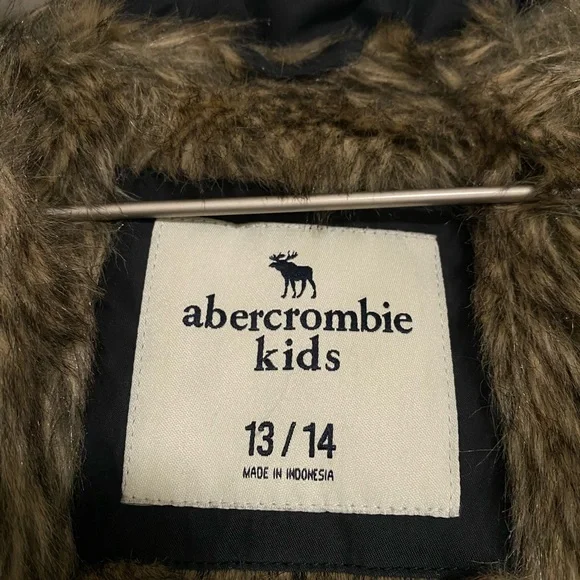 abercrombie
kids
13 / 14
MADE IN INDONESIA